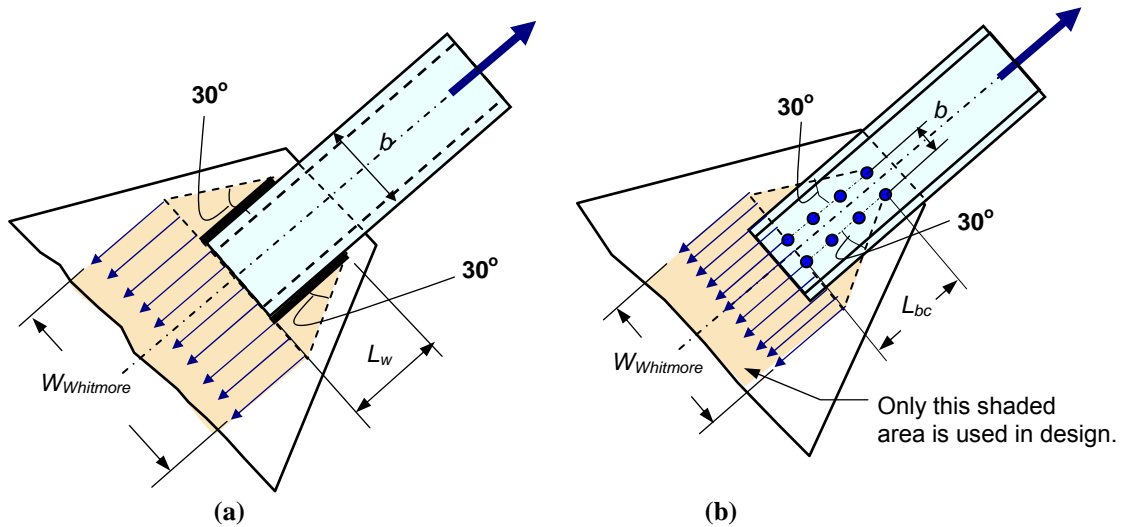 30°
b
30°
L_w
W_Whitmore
(a)
30°
b
30°
L_bc
W_Whitmore
Only this shaded
area is used in design.
(b)